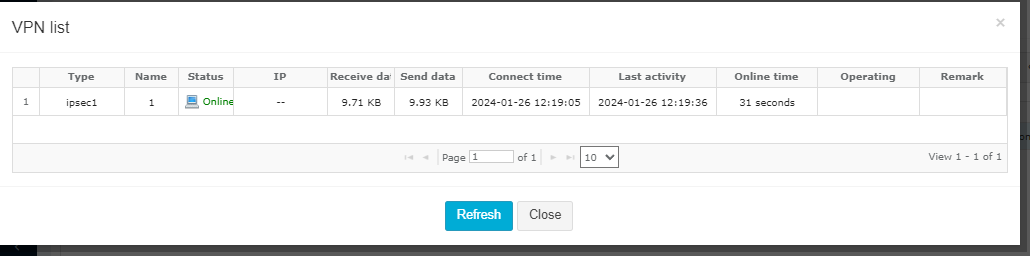 VPN list ×
Type Name Status IP Receive dat Send data Connect time Last activity Online time Operating Remark
1 ipsec1 1 Online -- 9.71 KB 9.93 KB 2024-01-26 12:19:05 2024-01-26 12:19:36 31 seconds
Page 1 of 1 10 View 1 - 1 of 1
Refresh Close